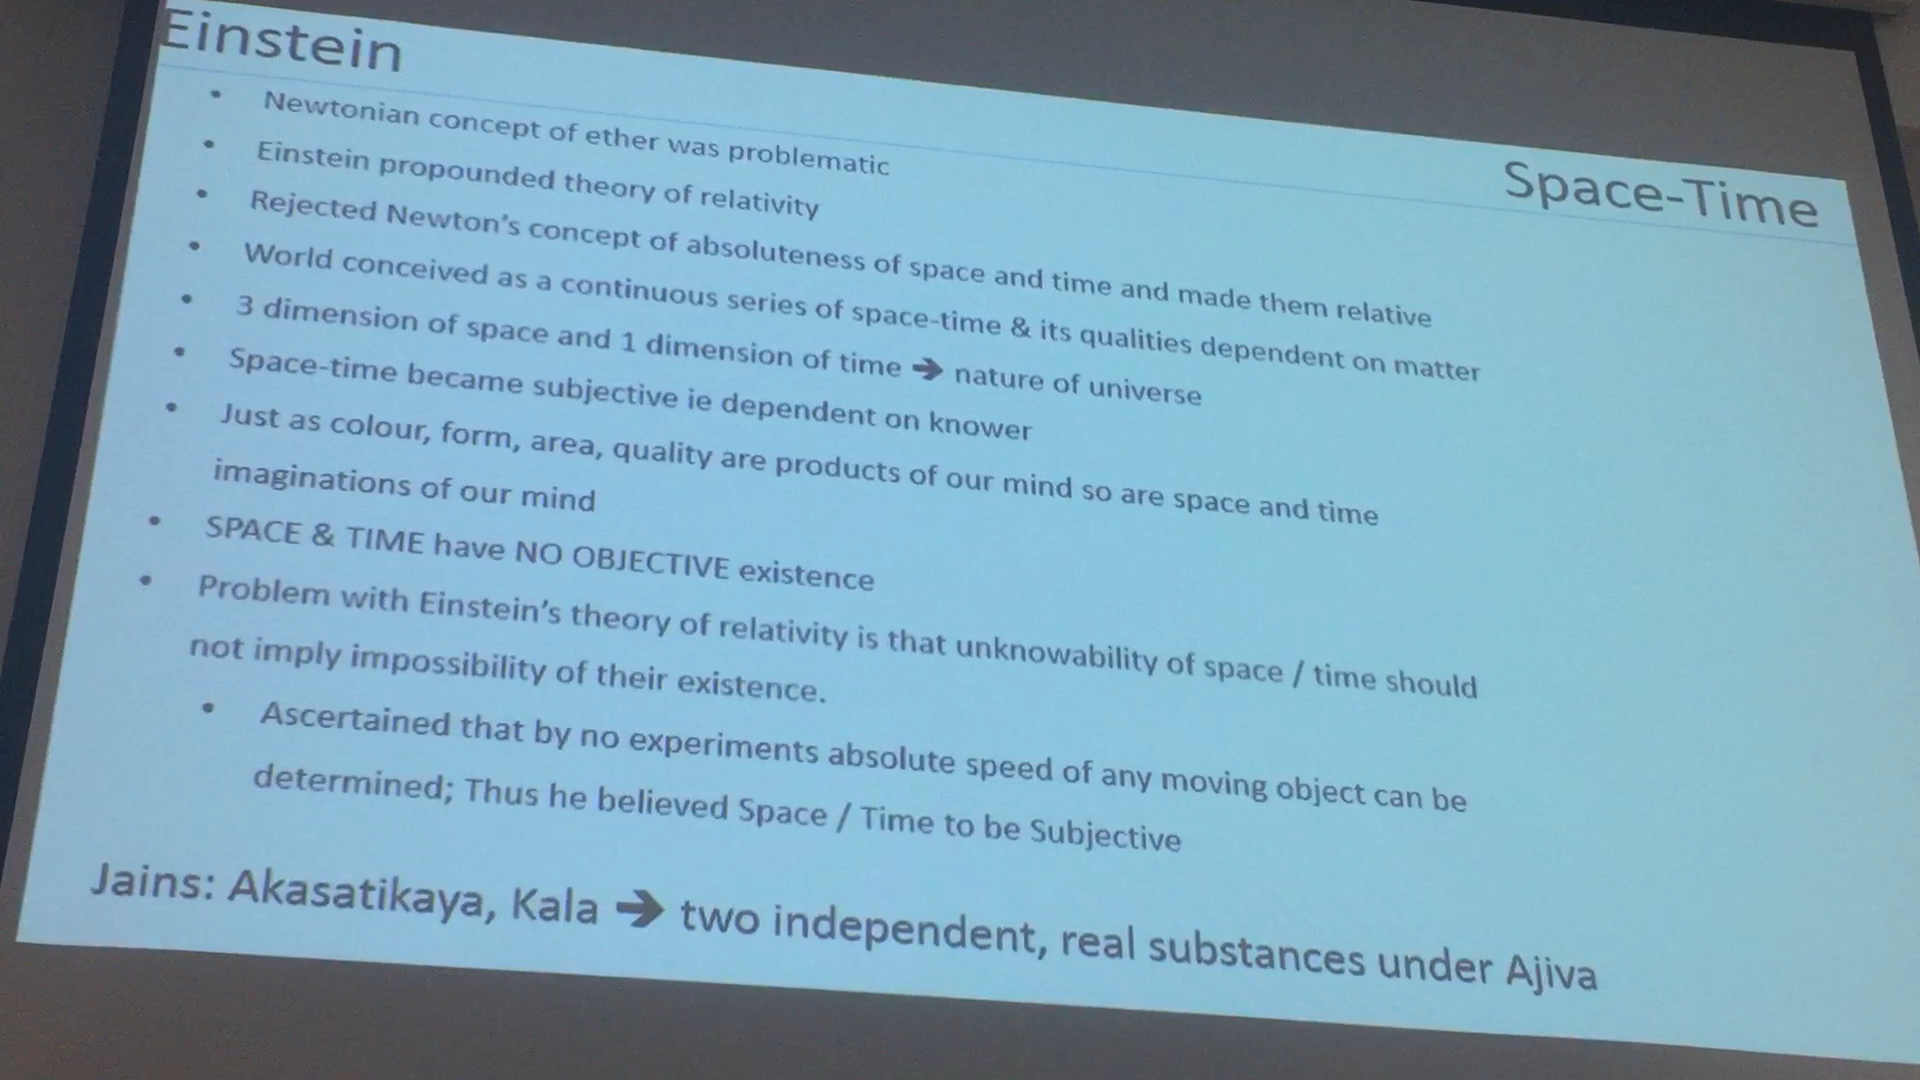 Einstein
Space-Time
• Newtonian concept of ether was problematic
• Einstein propounded theory of relativity
• Rejected Newton's concept of absoluteness of space and time and made them relative
• World conceived as a continuous series of space-time & its qualities dependent on matter
• 3 dimension of space and 1 dimension of time ➔ nature of universe
• Space-time became subjective ie dependent on knower
• Just as colour, form, area, quality are products of our mind so are space and time
imaginations of our mind
• SPACE & TIME have NO OBJECTIVE existence
• Problem with Einstein's theory of relativity is that unknowability of space / time should
not imply impossibility of their existence.
• Ascertained that by no experiments absolute speed of any moving object can be
determined; Thus he believed Space / Time to be Subjective
Jains: Akasatikaya, Kala ➔ two independent, real substances under Ajiva